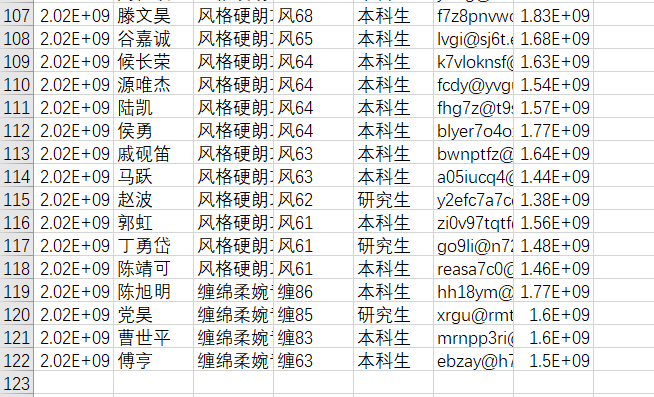 107 2.02E+09 滕文昊 风格硬朗 风68 本科生 f7z8pnvwc 1.83E+09
108 2.02E+09 谷嘉诚 风格硬朗 风65 本科生 lvgi@sj6t.e 1.68E+09
109 2.02E+09 候长荣 风格硬朗 风64 本科生 k7vloknsf@ 1.63E+09
110 2.02E+09 源唯杰 风格硬朗 风64 本科生 fcdy@yvg 1.54E+09
111 2.02E+09 陆凯 风格硬朗 风64 本科生 fhg7z@t9 1.57E+09
112 2.02E+09 侯勇 风格硬朗 风64 本科生 blyer7o4o 1.77E+09
113 2.02E+09 戚砚笛 风格硬朗 风63 本科生 bwnptfz@ 1.64E+09
114 2.02E+09 马跃 风格硬朗 风63 本科生 a05iucq4@ 1.44E+09
115 2.02E+09 赵波 风格硬朗 风62 研究生 y2efc7a7c 1.38E+09
116 2.02E+09 郭虹 风格硬朗 风61 本科生 zi0v97tqtf 1.56E+09
117 2.02E+09 丁勇岱 风格硬朗 风61 研究生 go9li@n72 1.48E+09
118 2.02E+09 陈靖可 风格硬朗 风61 本科生 reasa7c0@ 1.46E+09
119 2.02E+09 陈旭明 缠绵柔婉 缠86 本科生 hh18ym@ 1.77E+09
120 2.02E+09 党昊 缠绵柔婉 缠85 研究生 xrgu@rmt 1.6E+09
121 2.02E+09 曹世平 缠绵柔婉 缠83 本科生 mrnpp3ri@ 1.6E+09
122 2.02E+09 傅亨 缠绵柔婉 缠63 本科生 ebzay@h7 1.5E+09
123